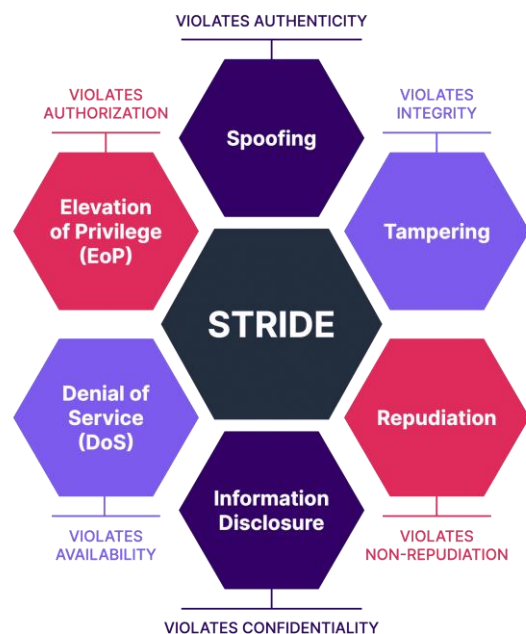 VIOLATES AUTHENTICITY
Spoofing
VIOLATES
INTEGRITY
Tampering
Repudiation
VIOLATES
NON-REPUDIATION
Information
Disclosure
VIOLATES CONFIDENTIALITY
Denial of
Service
(DoS)
VIOLATES
AVAILABILITY
VIOLATES
AUTHORIZATION
Elevation
of Privilege
(EoP)
STRIDE